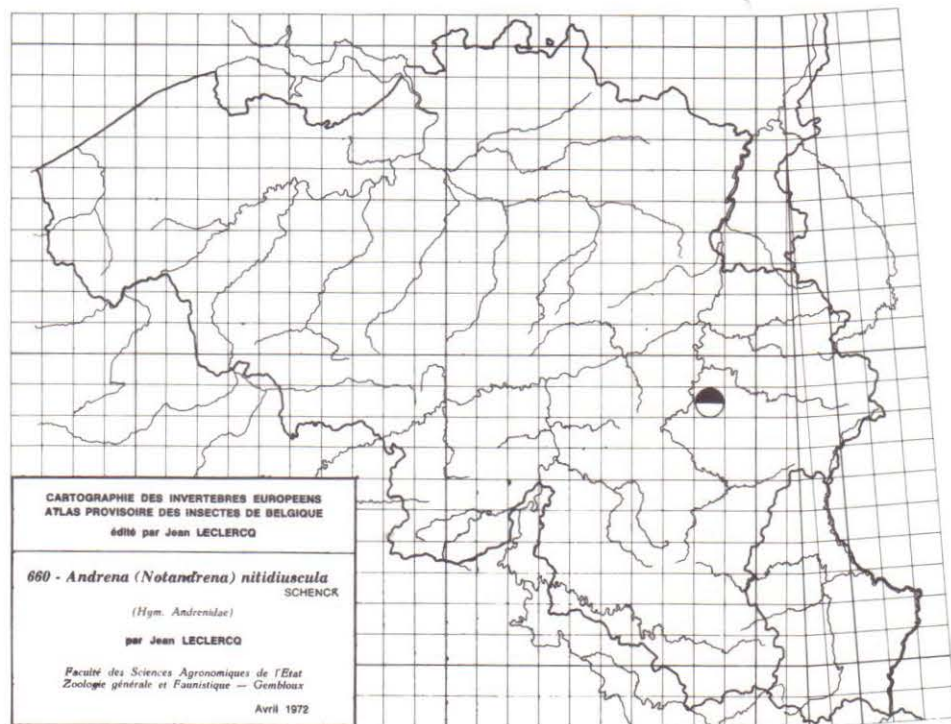 CARTOGRAPHIE DES INVERTEBRES EUROPEENS
ATLAS PROVISOIRE DES INSECTES DE BELGIQUE
édité par Jean LECLERCQ
660 - Andrena (Notandrena) nitidiuscula
SCHENCK
(Hym. Andrenidae)
par Jean LECLERCQ
Faculté des Sciences Agronomiques de l'Etat
Zoologie générale et Faunistique — Gembloux
Avril 1972